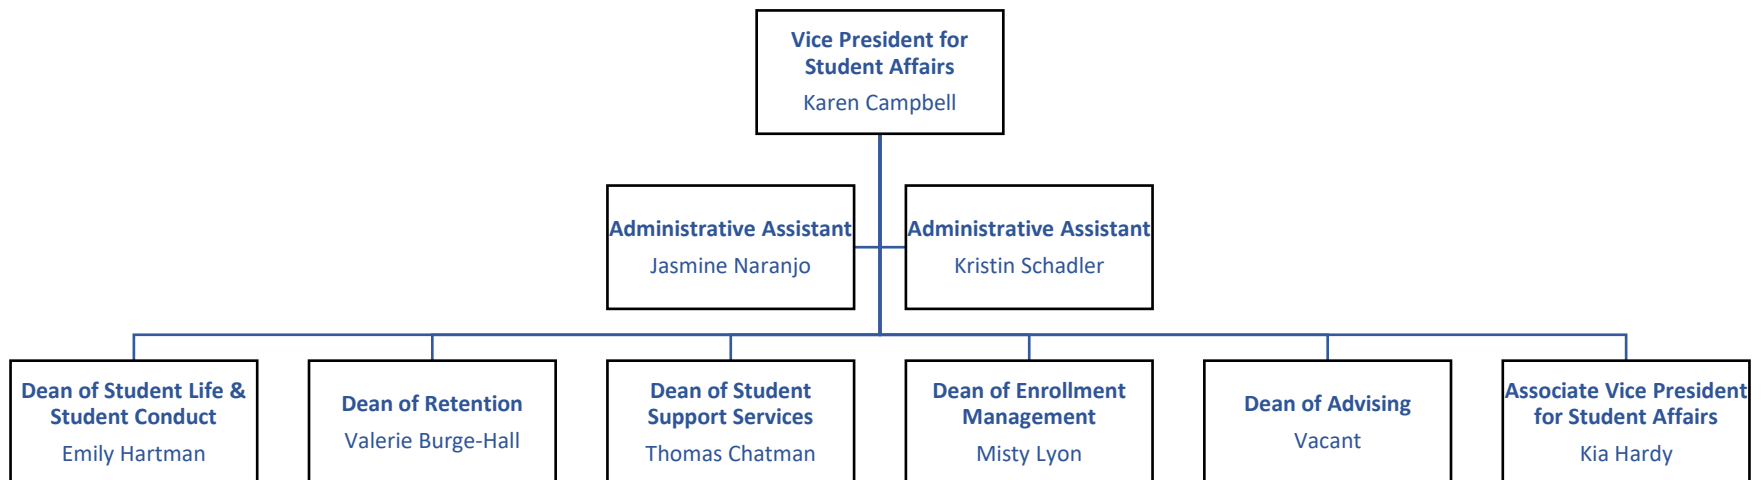 Vice President for
Student Affairs
Karen Campbell
Administrative Assistant
Jasmine Naranjo
Administrative Assistant
Kristin Schadler
Dean of Student Life &
Student Conduct
Emily Hartman
Dean of Retention
Valerie Burge-Hall
Dean of Student
Support Services
Thomas Chatman
Dean of Enrollment
Management
Misty Lyon
Dean of Advising
Vacant
Associate Vice President
for Student Affairs
Kia Hardy